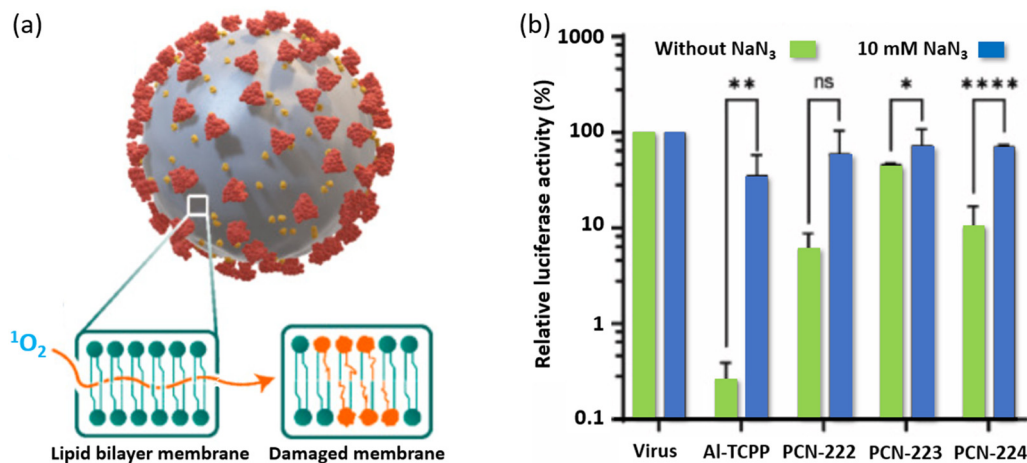 (a)
¹O₂
Lipid bilayer membrane
Damaged membrane
(b)
Relative luciferase activity (%)
1000
100
10
1
0.1
Without NaN₃
10 mM NaN₃
**
ns
*
****
Virus
Al-TCPP
PCN-222
PCN-223
PCN-224